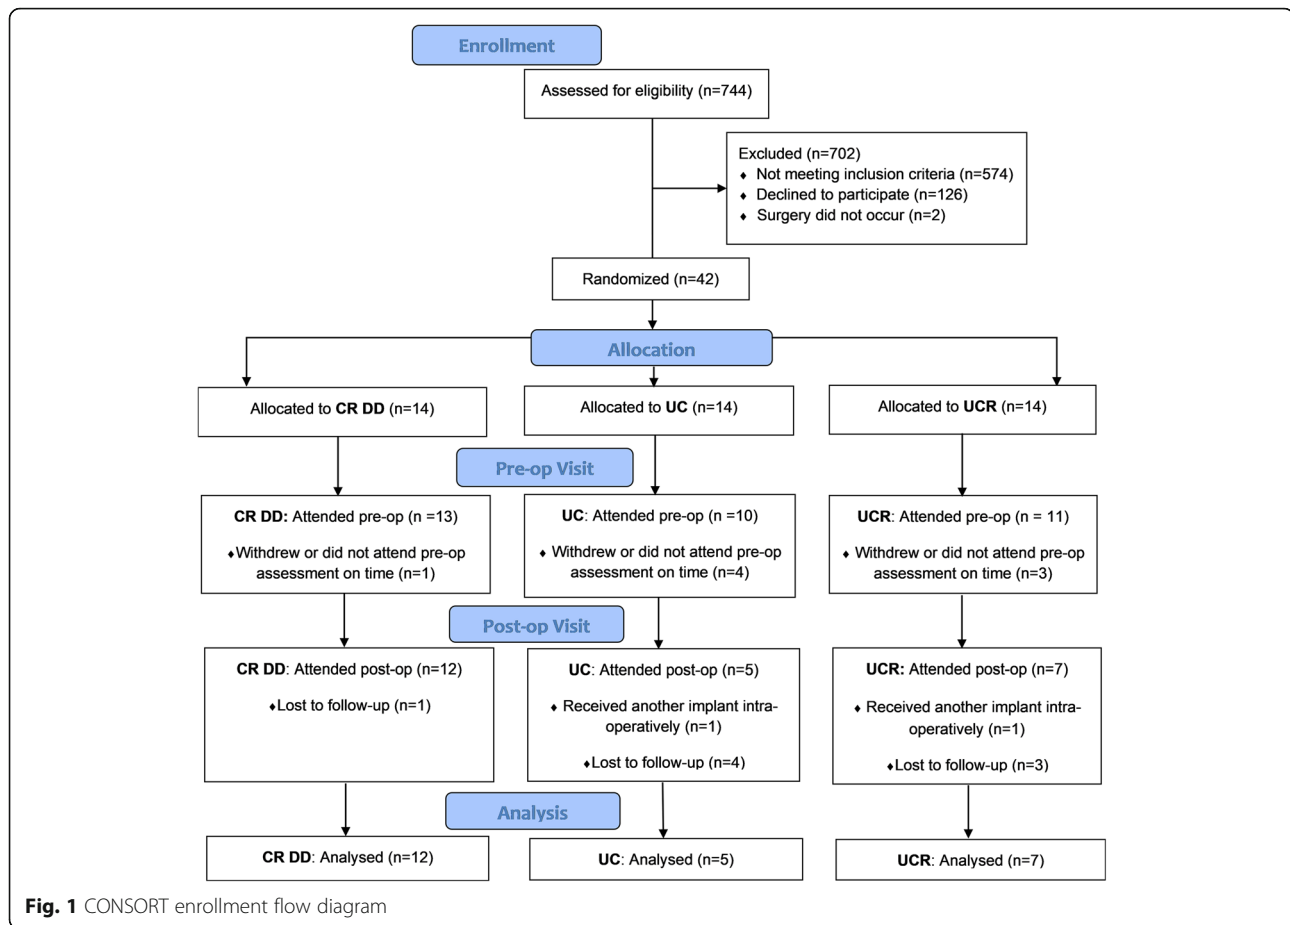 Enrollment
Assessed for eligibility (n=744)
Excluded (n=702)
♦ Not meeting inclusion criteria (n=574)
♦ Declined to participate (n=126)
♦ Surgery did not occur (n=2)
Randomized (n=42)
Allocation
Allocated to CR DD (n=14)
Allocated to UC (n=14)
Allocated to UCR (n=14)
Pre-op Visit
CR DD: Attended pre-op (n =13)
♦Withdrew or did not attend pre-op
assessment on time (n=1)
UC: Attended pre-op (n =10)
♦ Withdrew or did not attend pre-op
assessment on time (n=4)
UCR: Attended pre-op (n = 11)
♦ Withdrew or did not attend pre-op
assessment on time (n=3)
Post-op Visit
CR DD: Attended post-op (n=12)
♦Lost to follow-up (n=1)
UC: Attended post-op (n=5)
♦ Received another implant intra-
operatively (n=1)
♦Lost to follow-up (n=4)
UCR: Attended post-op (n=7)
♦ Received another implant intra-
operatively (n=1)
♦Lost to follow-up (n=3)
Analysis
CR DD: Analysed (n=12)
UC: Analysed (n=5)
UCR: Analysed (n=7)
Fig. 1 CONSORT enrollment flow diagram